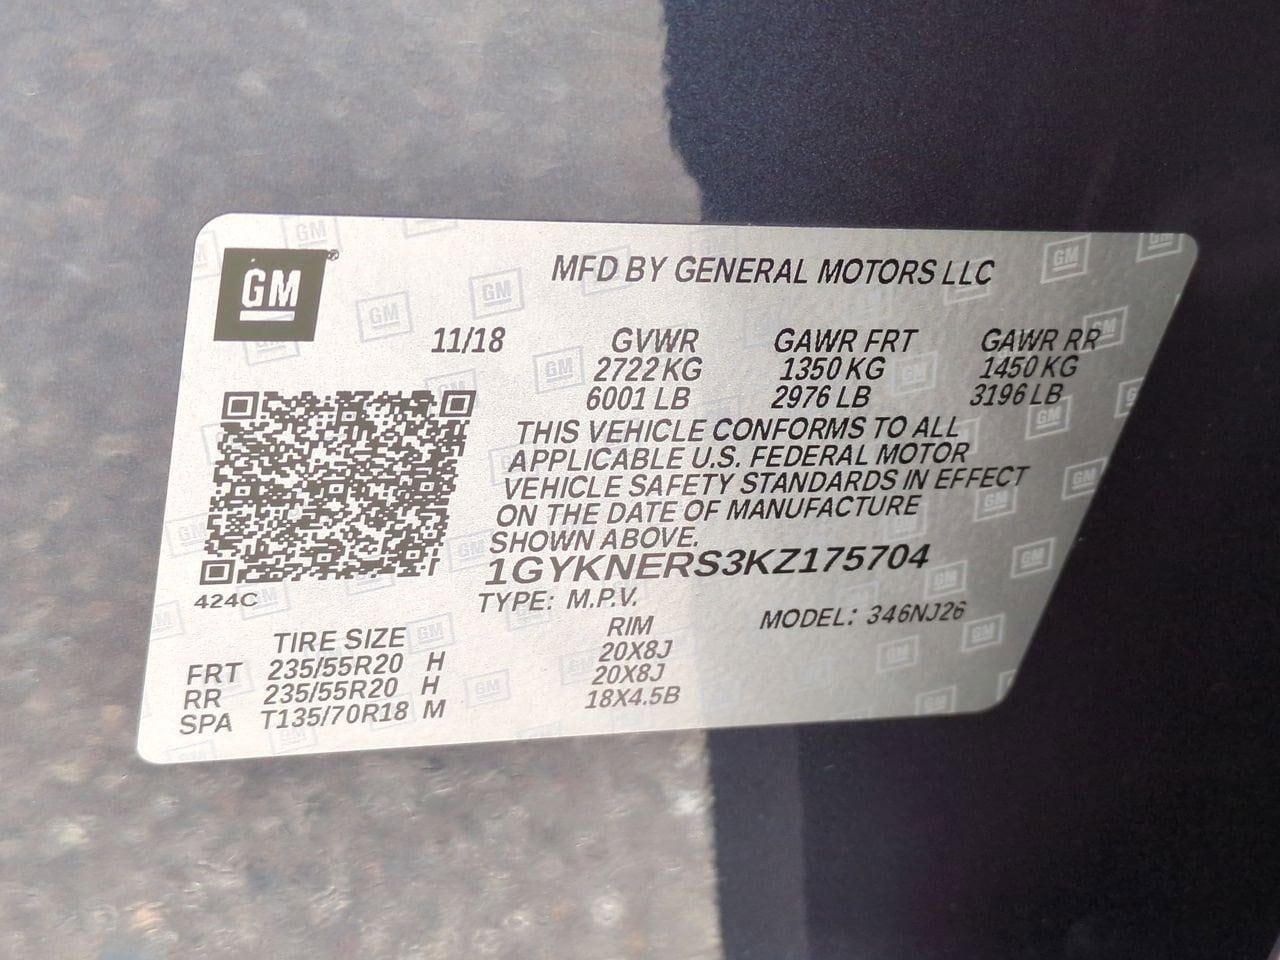 GM
MFD BY GENERAL MOTORS LLC
11/18 GVWR GAWR FRT GAWR RR
2722 KG 1350 KG 1450 KG
6001 LB 2976 LB 3196 LB
THIS VEHICLE CONFORMS TO ALL
APPLICABLE U.S. FEDERAL MOTOR
VEHICLE SAFETY STANDARDS IN EFFECT
ON THE DATE OF MANUFACTURE
SHOWN ABOVE.
1GYKNERS3KZ175704
424C
TYPE: M.P.V. MODEL: 346NJ26
TIRE SIZE RIM
FRT 235/55R20 H 20X8J
RR 235/55R20 H 20X8J
SPA T135/70R18 M 18X4.5B